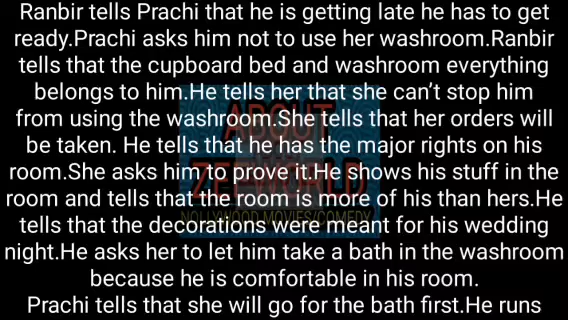 Ranbir tells Prachi that he is getting late he has to get
ready.Prachi asks him not to use her washroom.Ranbir
tells that the cupboard bed and washroom everything
belongs to him.He tells her that she can’t stop him
from using the washroom.She tells that her orders will
be taken. He tells that he has the major rights on his
room.She asks him to prove it.He shows his stuff in the
room and tells that the room is more of his than hers.He
tells that the decorations were meant for his wedding
night.He asks her to let him take a bath in the washroom
because he is comfortable in his room.
Prachi tells that she will go for the bath first.He runs
ABOUT
ZEEWORLD
NOLLYWOOD MOVIES/COMEDY